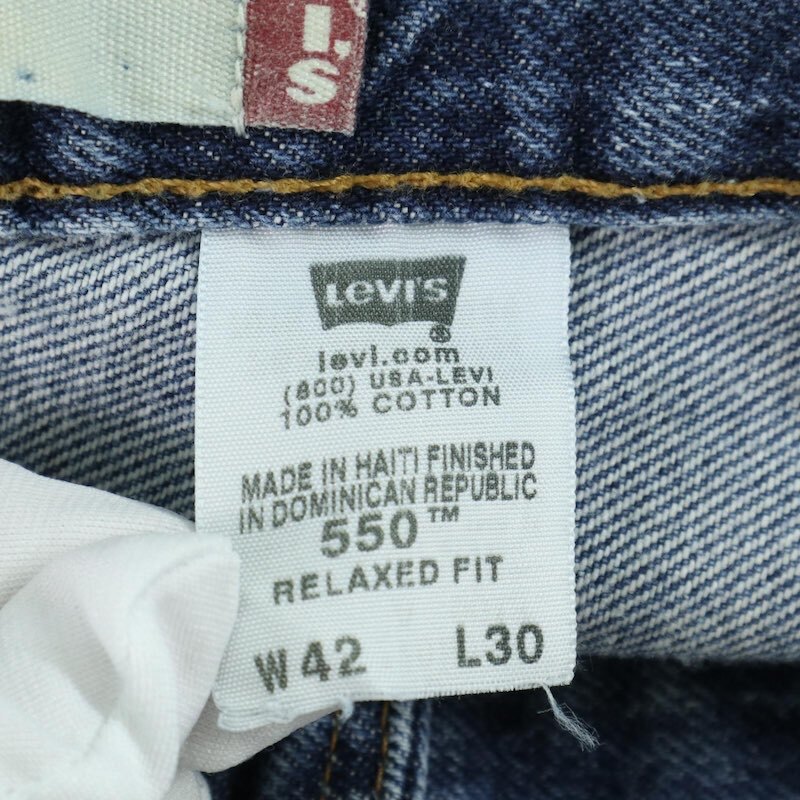 L'S
LEVI'S
®
levi.com
(800) USA-LEVI
100% COTTON
MADE IN HAITI FINISHED
IN DOMINICAN REPUBLIC
550™
RELAXED FIT
W42 L30